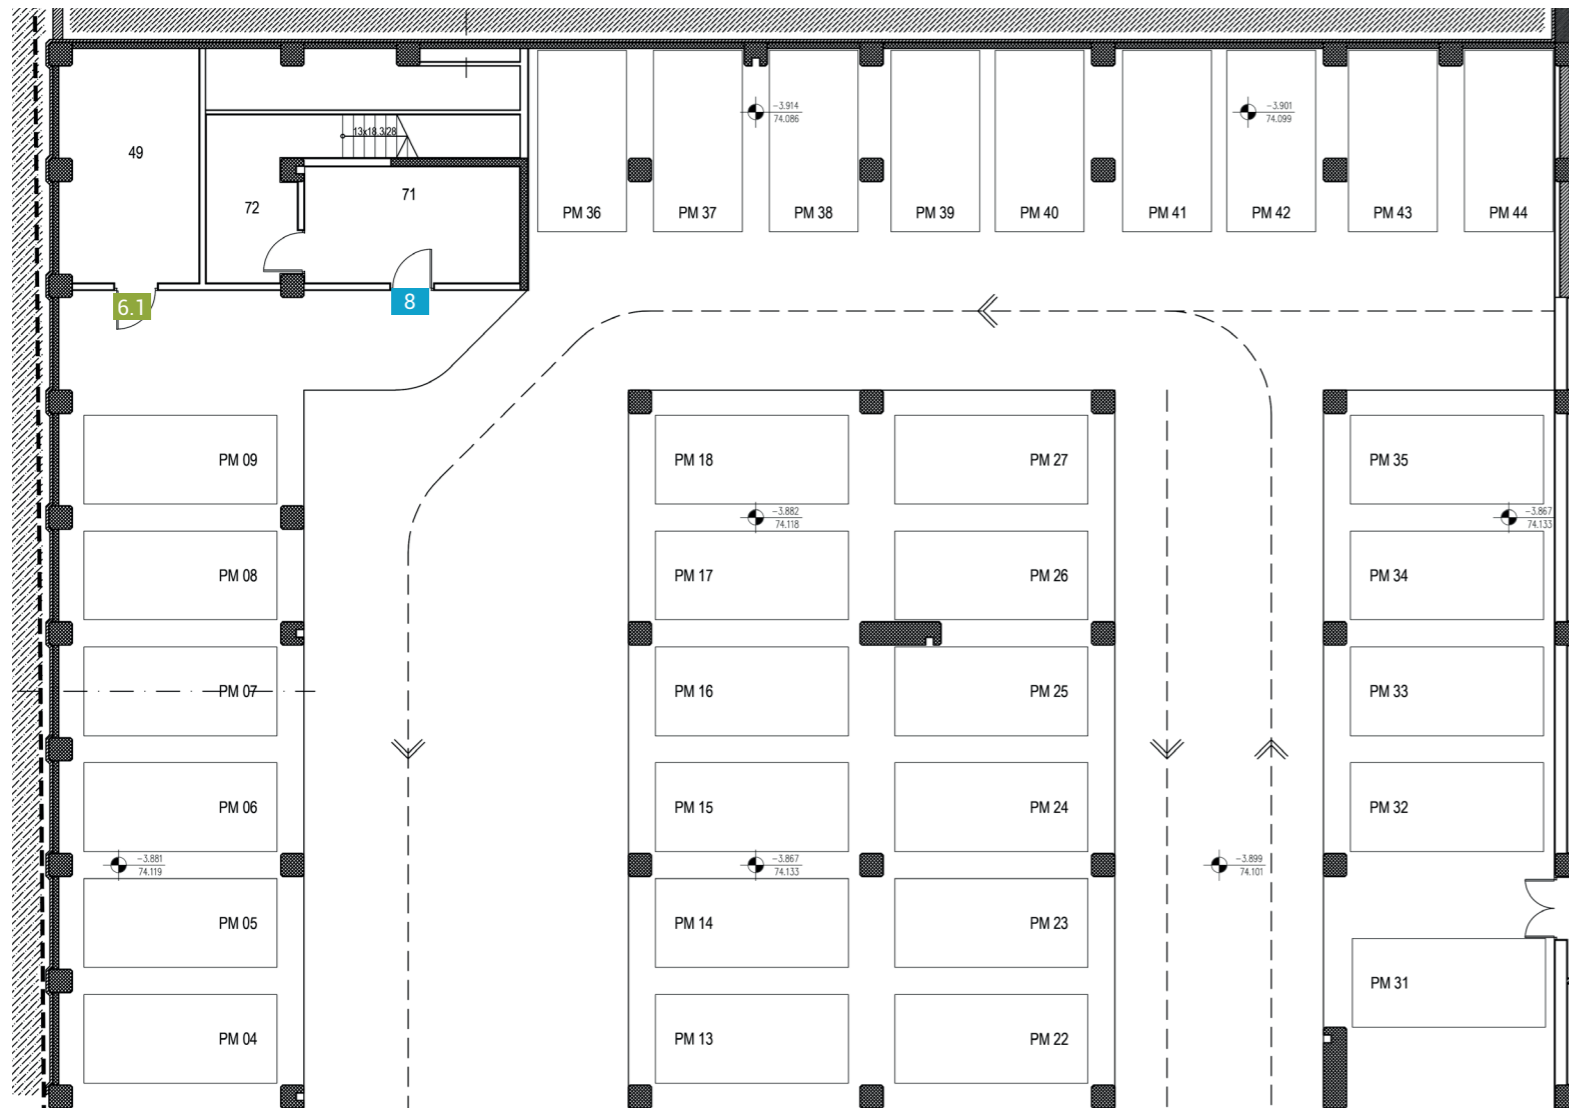 -3.914
74.086
-3.901
74.099
13x18.3/28
49
71
72
PM 36
PM 37
PM 38
PM 39
PM 40
PM 41
PM 42
PM 43
PM 44
6.1
8
PM 09
PM 18
PM 27
PM 35
-3.882
74.118
-3.867
74.133
PM 08
PM 17
PM 26
PM 34
PM 07
PM 16
PM 25
PM 33
PM 06
PM 15
PM 24
PM 32
-3.881
74.119
-3.867
74.133
-3.899
74.101
PM 05
PM 14
PM 23
PM 31
PM 04
PM 13
PM 22